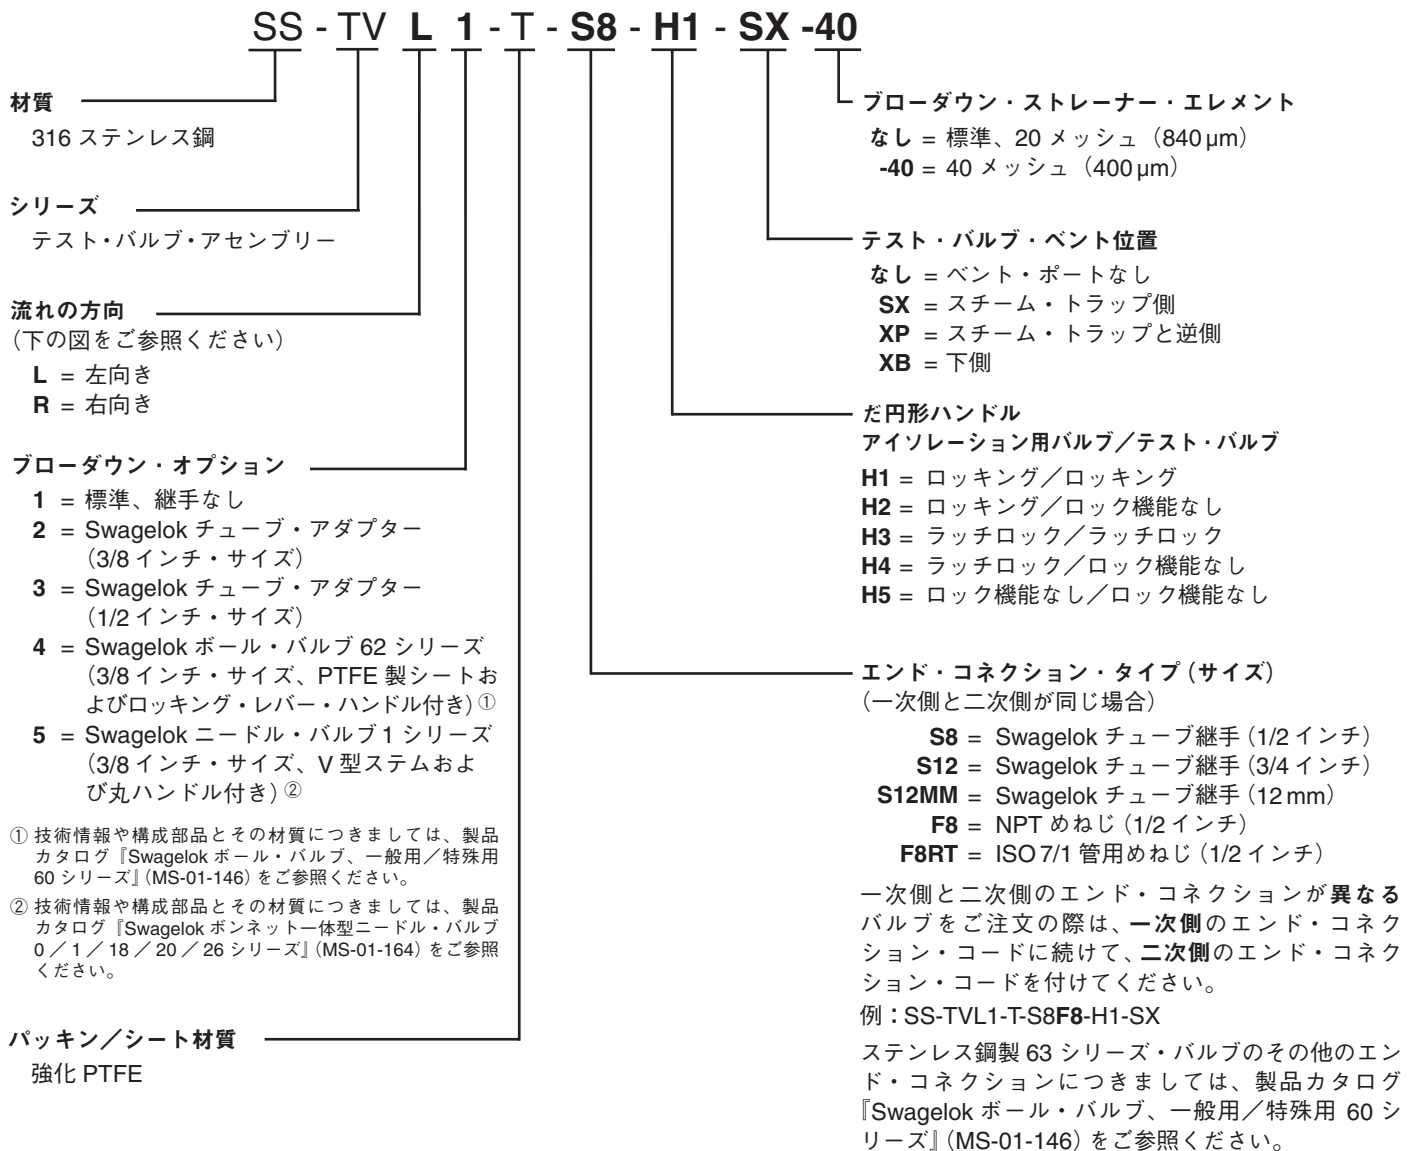 SS - TV L 1 - T - S8 - H1 - SX -40
材質
316 ステンレス鋼
シリーズ
テスト・バルブ・アセンブリー
流れの方向
(下の図をご参照ください)
L = 左向き
R = 右向き
ブローダウン・オプション
1 = 標準、継手なし
2 = Swagelok チューブ・アダプター
(3/8 インチ・サイズ)
3 = Swagelok チューブ・アダプター
(1/2 インチ・サイズ)
4 = Swagelok ボール・バルブ 62 シリーズ
(3/8 インチ・サイズ、PTFE 製シートお
よびロッキング・レバー・ハンドル付き) ①
5 = Swagelok ニードル・バルブ 1 シリーズ
(3/8 インチ・サイズ、V 型ステムおよ
び丸ハンドル付き) ②
① 技術情報や構成部品とその材質につきましては、製品
カタログ『Swagelok ボール・バルブ、一般用／特殊用
60 シリーズ』(MS-01-146) をご参照ください。
② 技術情報や構成部品とその材質につきましては、製品
カタログ『Swagelok ボンネット一体型ニードル・バルブ
0 ／ 1 ／ 18 ／ 20 ／ 26 シリーズ』(MS-01-164) をご参照
ください。
パッキン／シート材質
強化 PTFE
ブローダウン・ストレーナー・エレメント
なし = 標準、20 メッシュ (840 µm)
-40 = 40 メッシュ (400 µm)
テスト・バルブ・ベント位置
なし = ベント・ポートなし
SX = スチーム・トラップ側
XP = スチーム・トラップと逆側
XB = 下側
だ円形ハンドル
アイソレーション用バルブ／テスト・バルブ
H1 = ロッキング／ロッキング
H2 = ロッキング／ロック機能なし
H3 = ラッチロック／ラッチロック
H4 = ラッチロック／ロック機能なし
H5 = ロック機能なし／ロック機能なし
エンド・コネクション・タイプ (サイズ)
(一次側と二次側が同じ場合)
S8 = Swagelok チューブ継手 (1/2 インチ)
S12 = Swagelok チューブ継手 (3/4 インチ)
S12MM = Swagelok チューブ継手 (12 mm)
F8 = NPT めねじ (1/2 インチ)
F8RT = ISO 7/1 管用めねじ (1/2 インチ)
一次側と二次側のエンド・コネクションが異なる
バルブをご注文の際は、一次側のエンド・コネク
ション・コードに続けて、二次側のエンド・コネク
ション・コードを付けてください。
例：SS-TVL1-T-S8F8-H1-SX
ステンレス鋼製 63 シリーズ・バルブのその他のエン
ド・コネクションにつきましては、製品カタログ
『Swagelok ボール・バルブ、一般用／特殊用 60 シ
リーズ』(MS-01-146) をご参照ください。